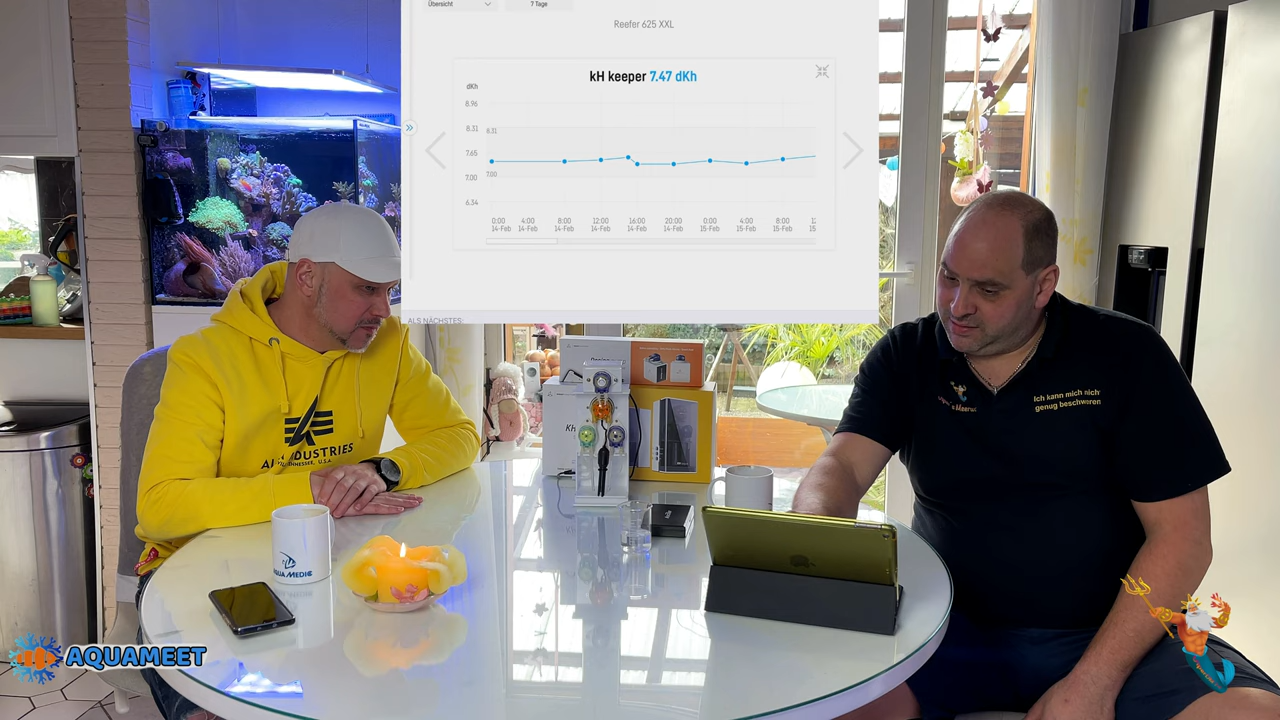 Übersicht
7 Tage
Reefer 625 XXL
kH keeper 7.47 dKh
dKh
8.96
8.31
8.31
7.65
7.00
7.00
6.34
0:00 4:00 8:00 12:00 16:00 20:00 0:00 4:00 8:00
14-Feb 14-Feb 14-Feb 14-Feb 14-Feb 14-Feb 15-Feb 15-Feb 15-Feb
ALS NÄCHSTES:
INDUSTRIES
Ich kann mich nicht
genug beschweren
AQUA MEDIC
AQUAMEET